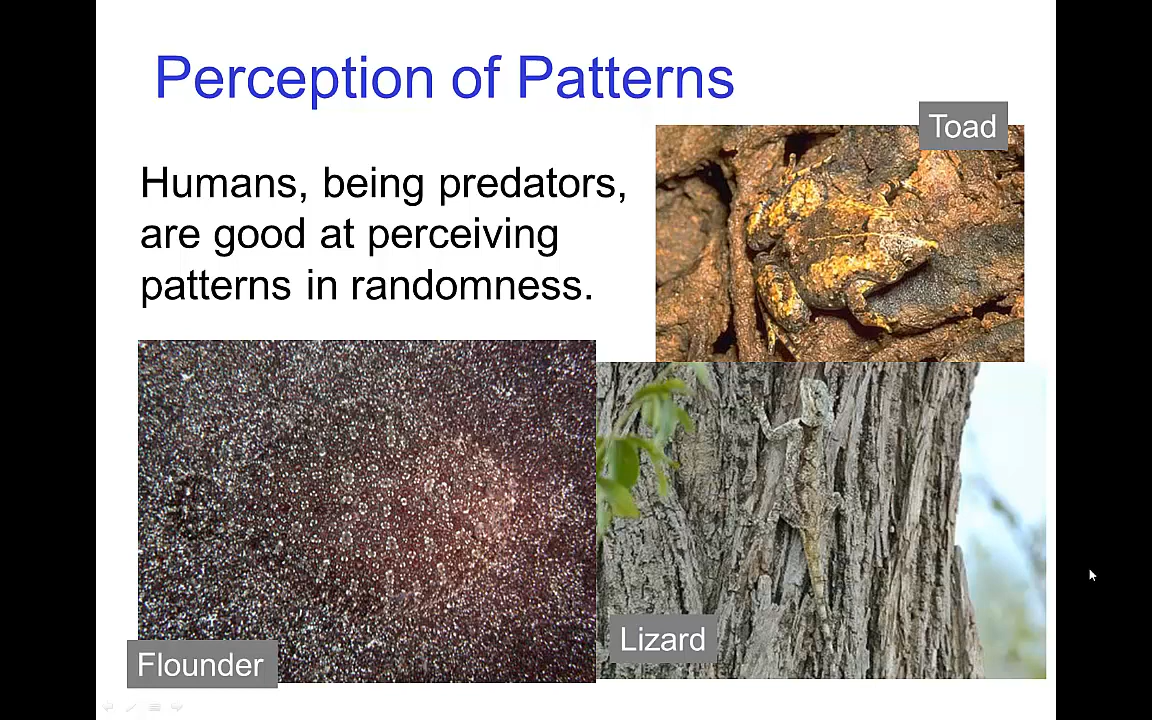 Perception of Patterns
Toad
Humans, being predators,
are good at perceiving
patterns in randomness.
Lizard
Flounder